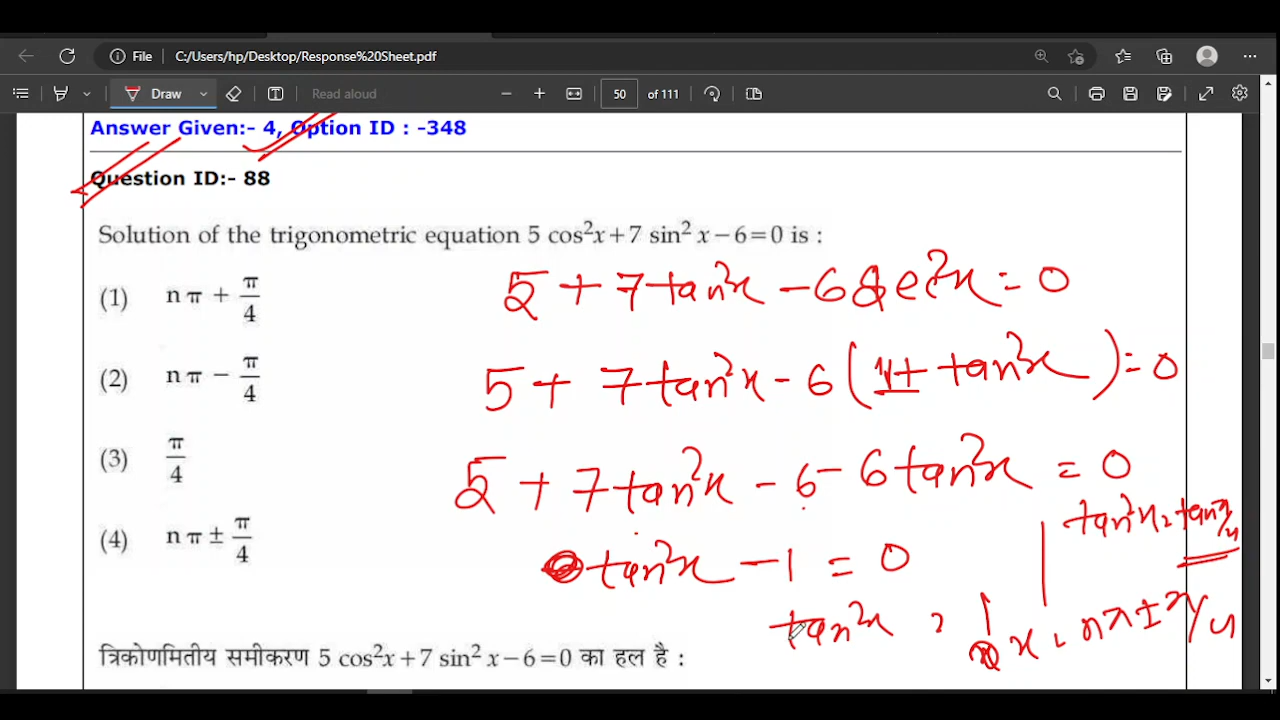 File C:/Users/hp/Desktop/Response%20Sheet.pdf
Draw Read aloud 50 of 111
Answer Given:- 4, Option ID : -348
Question ID:- 88
Solution of the trigonometric equation 5 cos²x+7 sin² x−6=0 is :
(1) nπ + π/4
(2) nπ − π/4
(3) π/4
(4) nπ ± π/4
5 + 7tan²x − 6 sec²x = 0
5 + 7tan²x − 6(1+ tan²x) = 0
5 + 7tan²x − 6 − 6tan²x = 0
tan²x − 1 = 0
tan²x = 1
tan²x = tan π/4
x = nπ ± π/4
त्रिकोणमितीय समीकरण 5 cos²x+7 sin² x−6=0 का हल है :